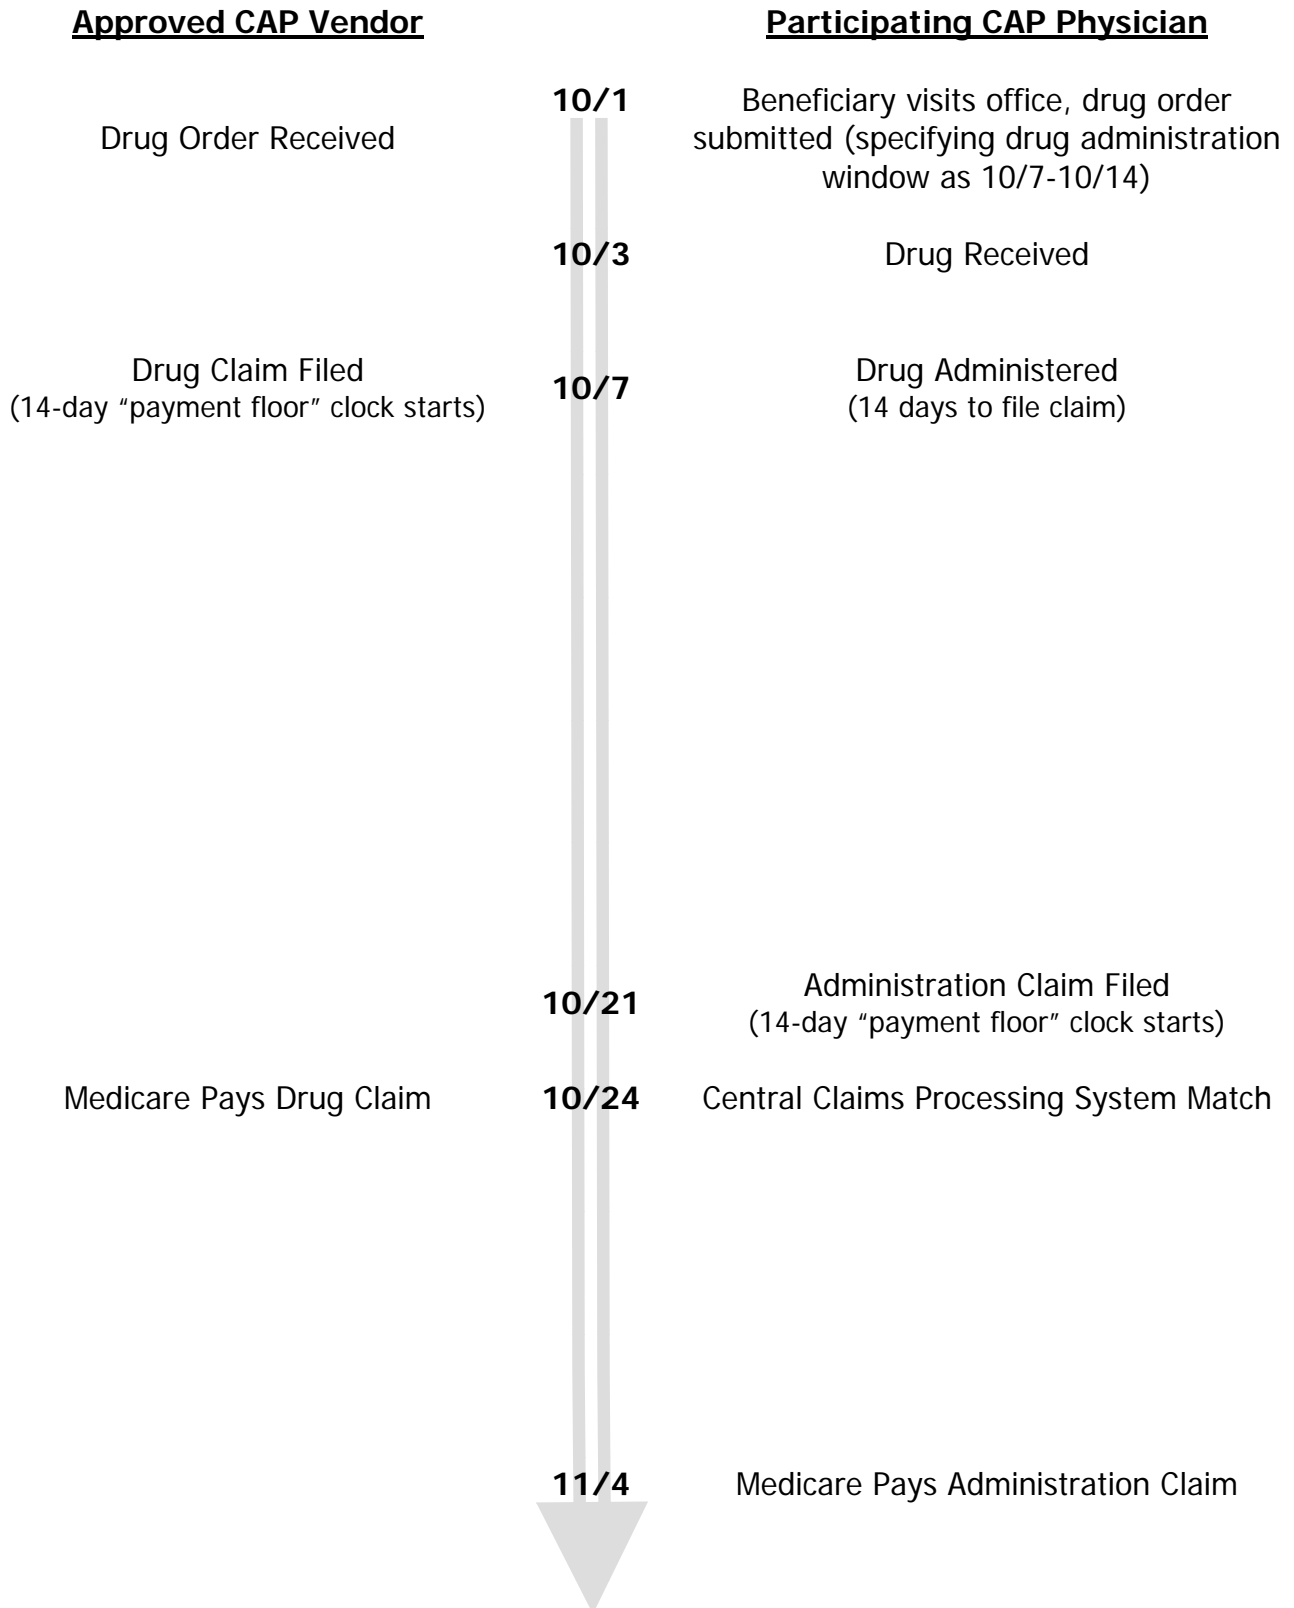 Approved CAP Vendor
Participating CAP Physician
10/1
Beneficiary visits office, drug order
Drug Order Received
submitted (specifying drug administration
window as 10/7-10/14)
10/3
Drug Received
Drug Claim Filed
(14-day “payment floor” clock starts)
10/7
Drug Administered
(14 days to file claim)
10/21
Administration Claim Filed
(14-day “payment floor” clock starts)
Medicare Pays Drug Claim
10/24
Central Claims Processing System Match
11/4
Medicare Pays Administration Claim